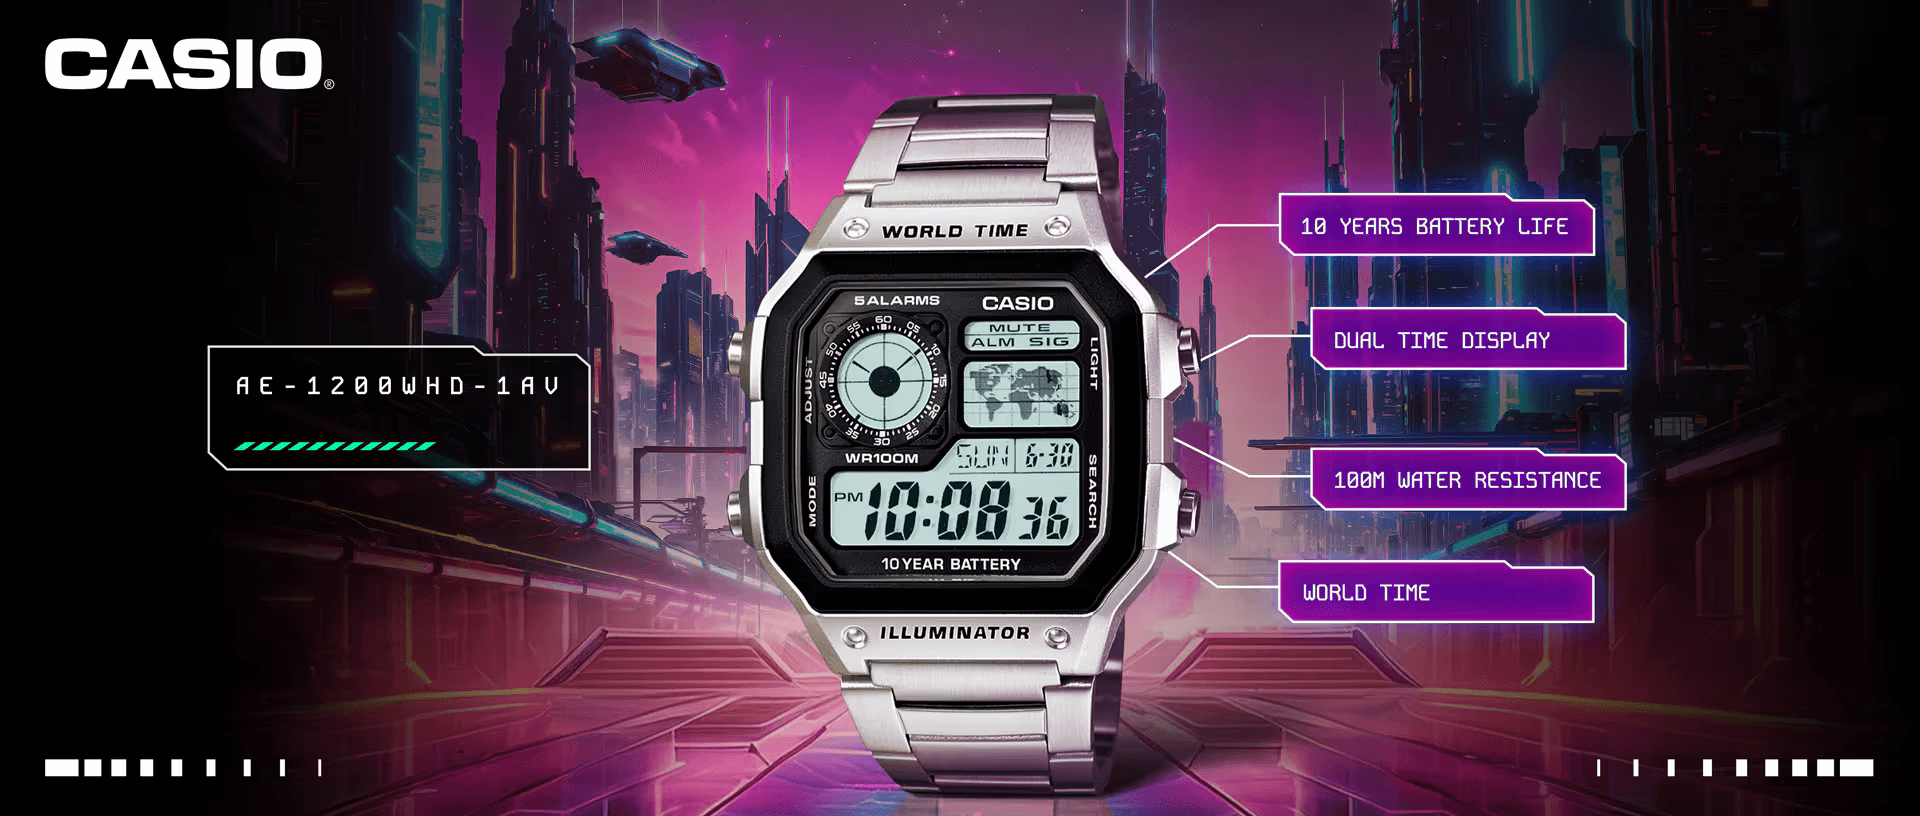 CASIO®
AE-1200WHD-1AV
WORLD TIME
5 ALARMS
CASIO
60
05
10
15
20
25
30
35
40
45
50
55
MUTE
ALM SIG
ADJUST
LIGHT
WR100M
SUN 6-30
MODE
SEARCH
PM 10:08 36
10 YEAR BATTERY
ILLUMINATOR
10 YEARS BATTERY LIFE
DUAL TIME DISPLAY
100M WATER RESISTANCE
WORLD TIME